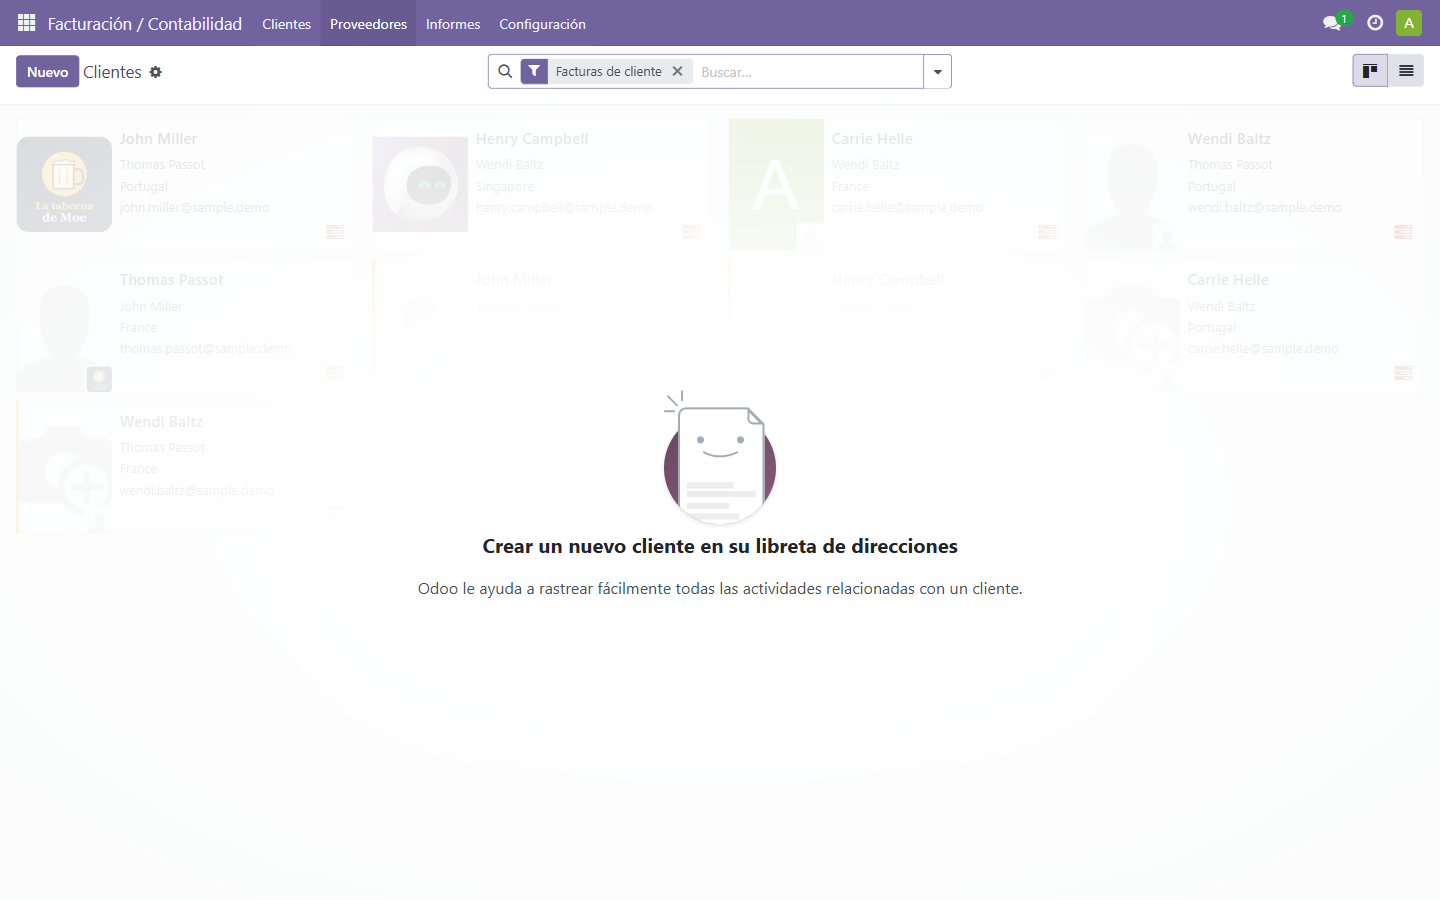 Facturación / Contabilidad Clientes Proveedores Informes Configuración 1 A
Nuevo Clientes Facturas de cliente Buscar...
John Miller
Thomas Passot
Portugal
john.miller@sample.demo
La taberna
de Moe
Henry Campbell
Wendi Baltz
Singapore
henry.campbell@sample.demo
A
Carrie Helle
Wendi Baltz
France
carrie.helle@sample.demo
Wendi Baltz
Thomas Passot
Portugal
wendi.baltz@sample.demo
Thomas Passot
John Miller
France
thomas.passot@sample.demo
John Miller
Thomas Passot
Henry Campbell
Thomas Passot
Carrie Helle
Wendi Baltz
Portugal
carrie.helle@sample.demo
Wendi Baltz
Thomas Passot
France
wendi.baltz@sample.demo
Crear un nuevo cliente en su libreta de direcciones
Odoo le ayuda a rastrear fácilmente todas las actividades relacionadas con un cliente.